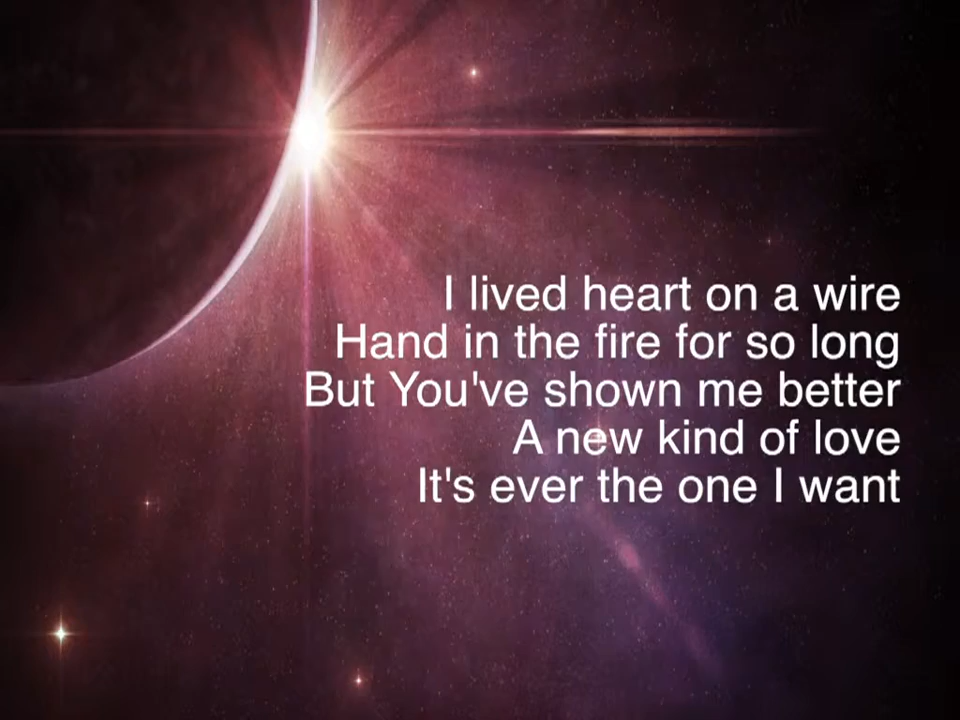 I lived heart on a wire
Hand in the fire for so long
But You've shown me better
A new kind of love
It's ever the one I want